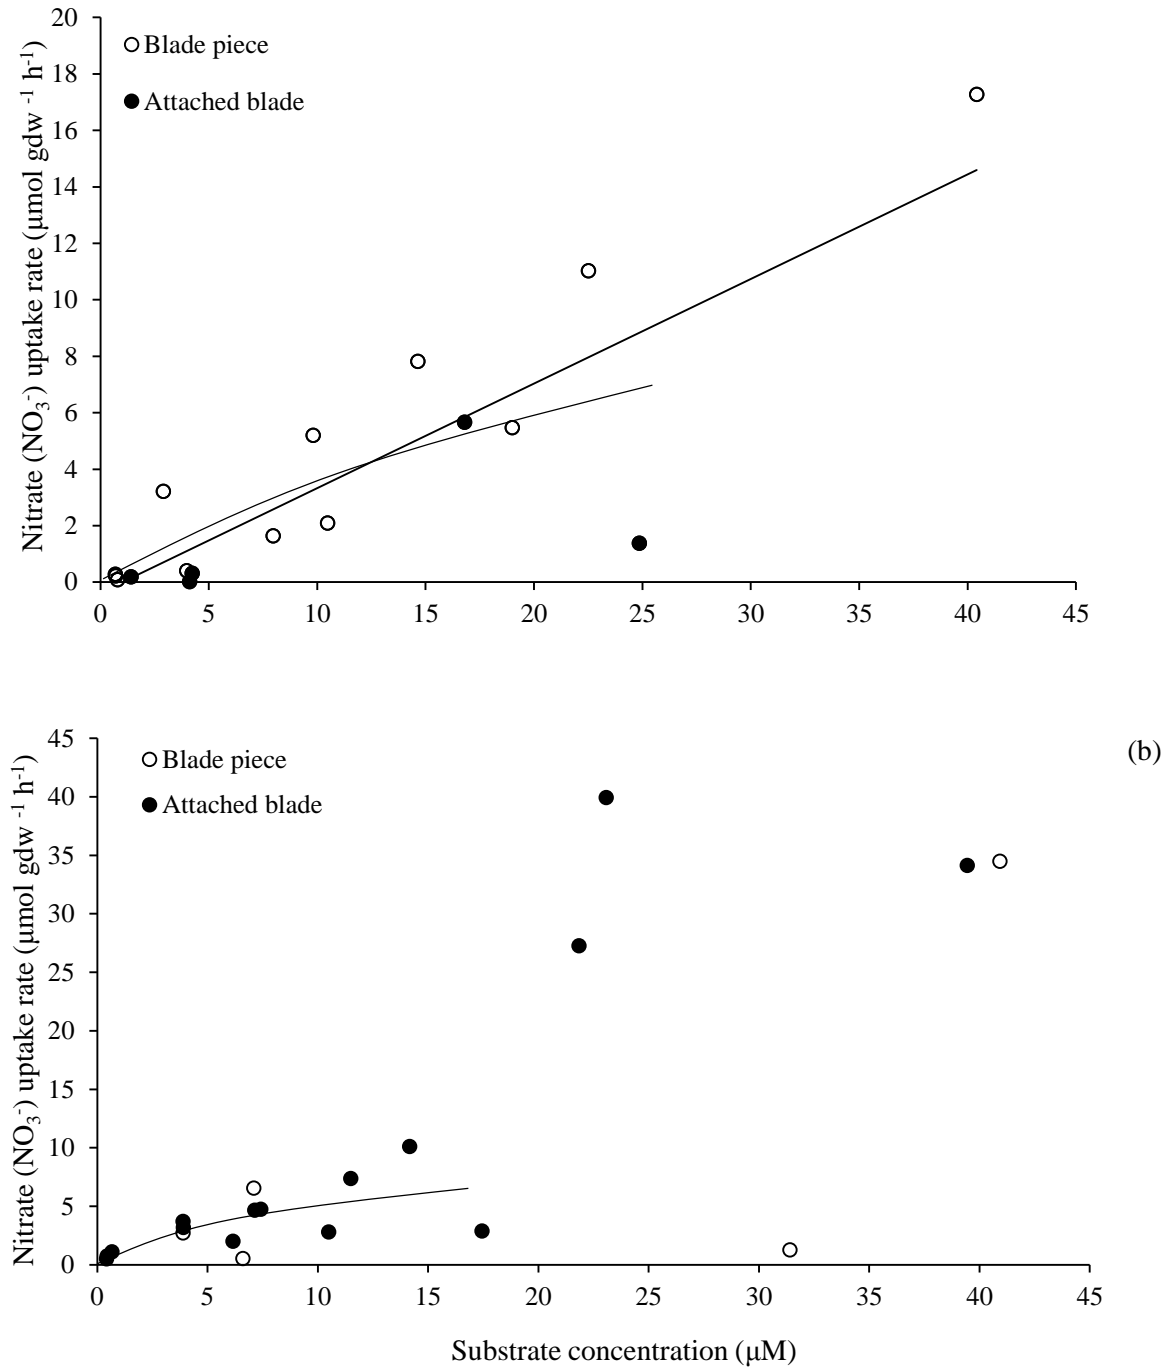 20
18
16
14
12
10
8
6
4
2
0
Nitrate (NO₃⁻) uptake rate (μmol gdw ⁻¹ h⁻¹)
Blade piece
Attached blade
0 5 10 15 20 25 30 35 40 45
(b)
45
40
35
30
25
20
15
10
5
0
Nitrate (NO₃⁻) uptake rate (μmol gdw ⁻¹ h⁻¹)
Blade piece
Attached blade
0 5 10 15 20 25 30 35 40 45
Substrate concentration (μM)